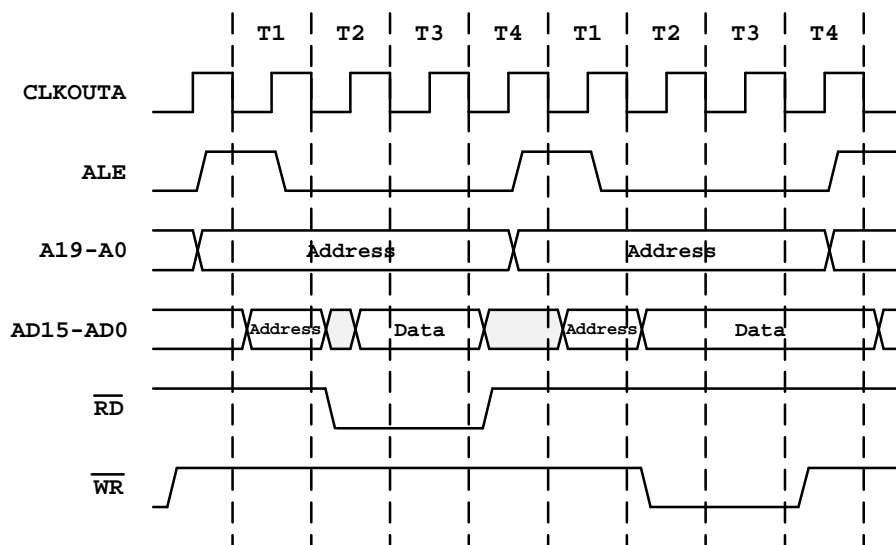 T1 T2 T3 T4 T1 T2 T3 T4
CLKOUTA
ALE
A19-A0 Address Address
AD15-AD0 Address Data Address Data
RD
WR